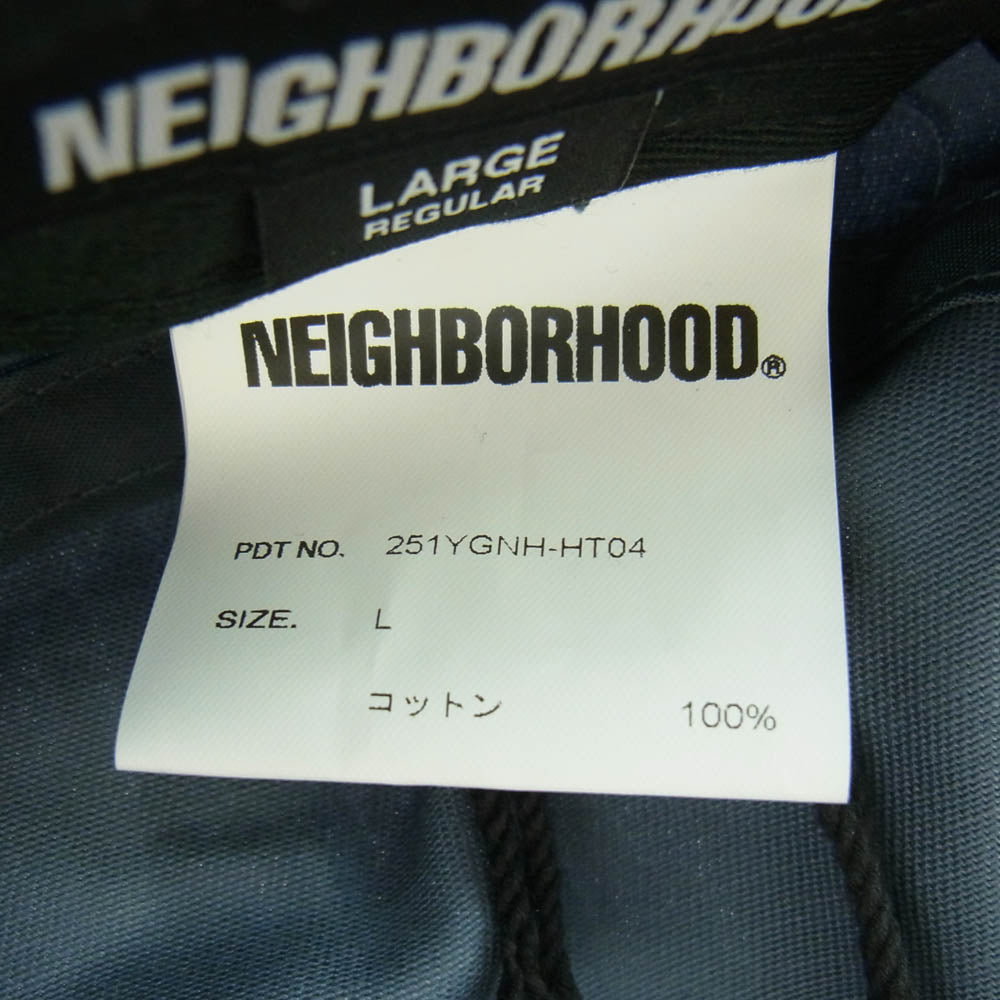 NEIGHBORHOOD
LARGE
REGULAR
NEIGHBORHOOD®
PDT NO. 251YGNH-HT04
SIZE. L
コットン 100%